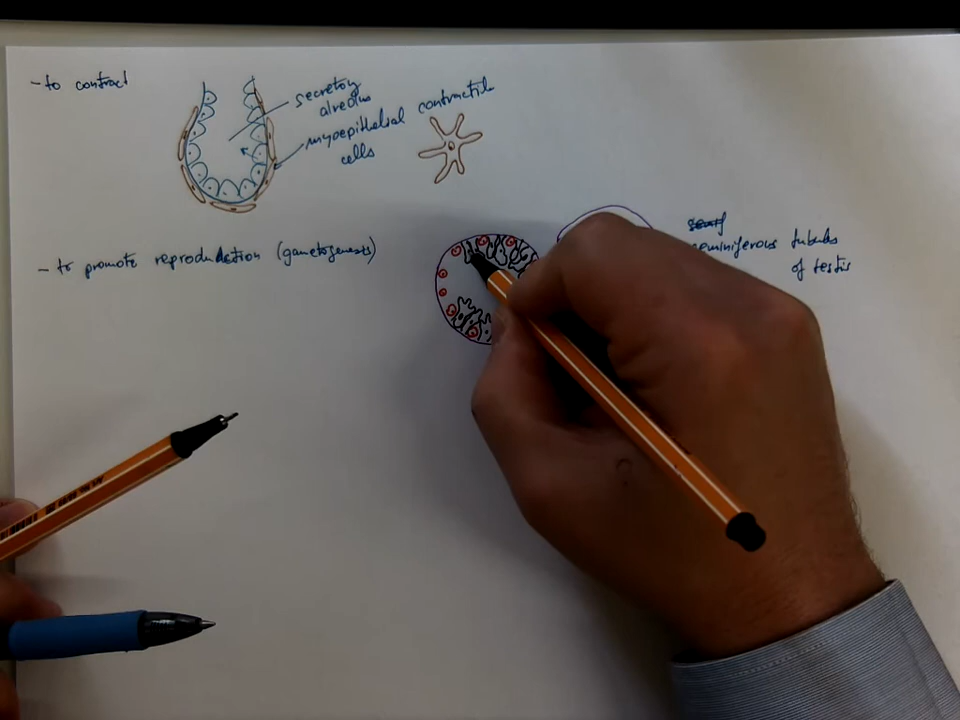 - to contract
secretory
alveolus
myoepithelial
cells
contractile
- to promote reproduction (gametogenesis)
seminiferous tubules
of testis